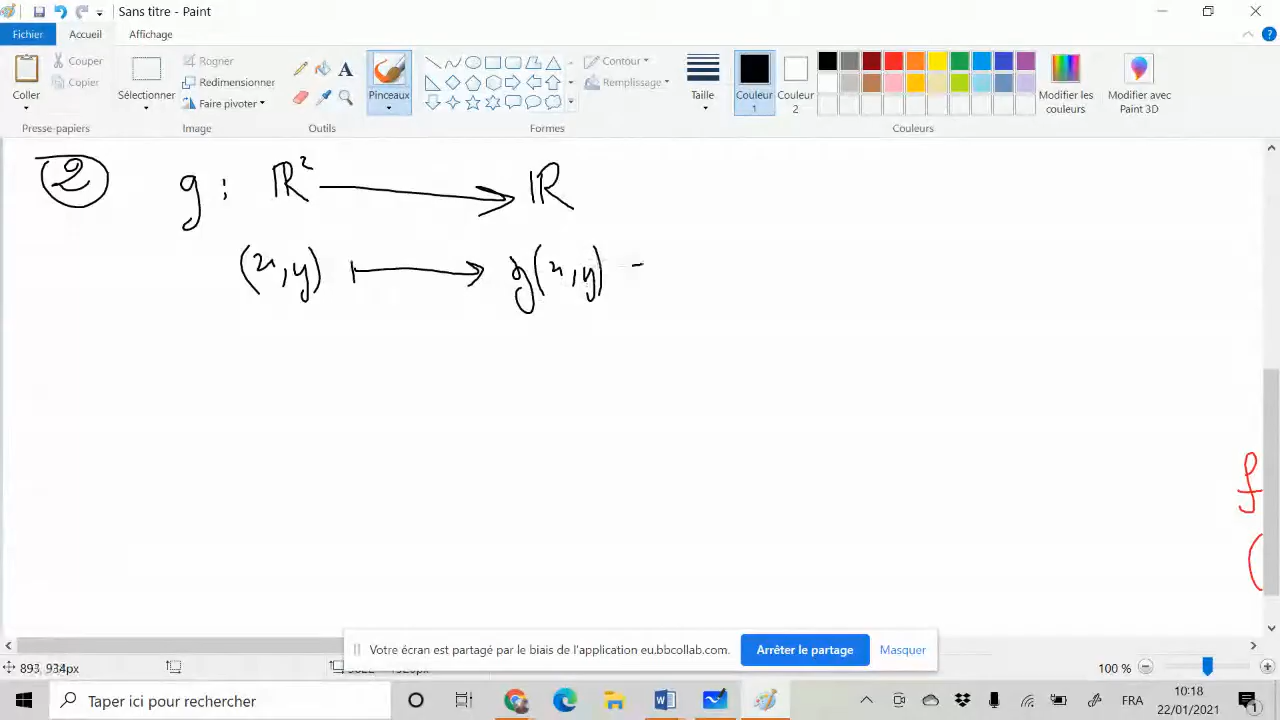 Sans titre - Paint
Fichier Accueil Affichage
Coller
Couper
Copier
Presse-papiers
Sélectionner
Rogner
Redimensionner
Faire pivoter
Image
A
Outils
Pinceaux
Contour
Remplissage
Formes
Taille
Couleur 1
Couleur 2
Modifier les couleurs
Modifier avec Paint 3D
Couleurs
② g : ℝ² ⟶ ℝ
(x,y) ⟼ g(x,y) -
f
(
Votre écran est partagé par le biais de l'application eu.bbcollab.com. Arrêter le partage Masquer
893, 934px
100 %
Taper ici pour rechercher
FRA
10:18
22/01/2021